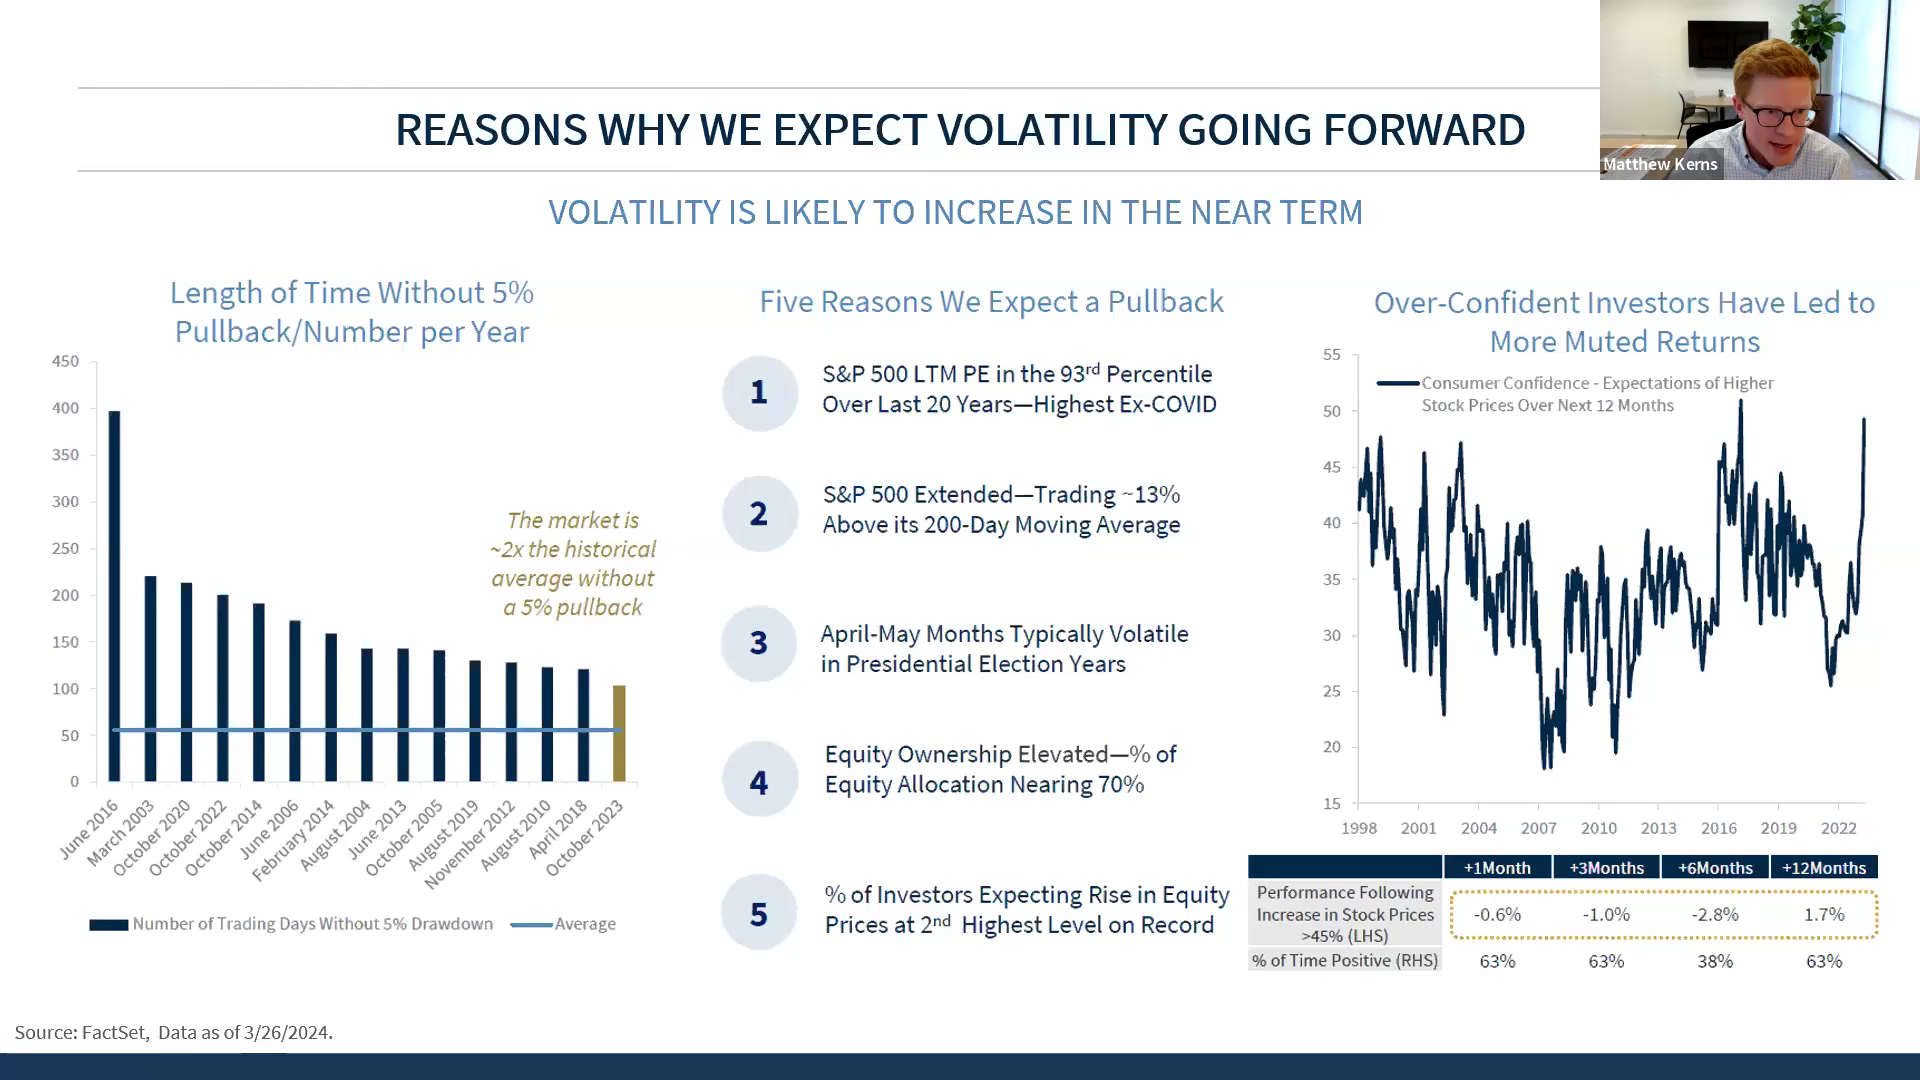 REASONS WHY WE EXPECT VOLATILITY GOING FORWARD
Matthew Kerns
VOLATILITY IS LIKELY TO INCREASE IN THE NEAR TERM
Length of Time Without 5%
Pullback/Number per Year
450
400
350
300
250
200
150
100
50
0
The market is
~2x the historical
average without
a 5% pullback
June 2016
March 2003
October 2020
October 2022
October 2014
June 2006
February 2014
August 2004
June 2013
October 2005
August 2019
November 2012
August 2010
April 2018
October 2023
Number of Trading Days Without 5% Drawdown
Average
Five Reasons We Expect a Pullback
1
S&P 500 LTM PE in the 93rd Percentile
Over Last 20 Years—Highest Ex-COVID
2
S&P 500 Extended—Trading ~13%
Above its 200-Day Moving Average
3
April-May Months Typically Volatile
in Presidential Election Years
4
Equity Ownership Elevated—% of
Equity Allocation Nearing 70%
5
% of Investors Expecting Rise in Equity
Prices at 2nd Highest Level on Record
Over-Confident Investors Have Led to
More Muted Returns
55
50
45
40
35
30
25
20
15
Consumer Confidence - Expectations of Higher
Stock Prices Over Next 12 Months
1998 2001 2004 2007 2010 2013 2016 2019 2022
+1Month +3Months +6Months +12Months
Performance Following
Increase in Stock Prices
>45% (LHS)
-0.6% -1.0% -2.8% 1.7%
% of Time Positive (RHS) 63% 63% 38% 63%
Source: FactSet, Data as of 3/26/2024.